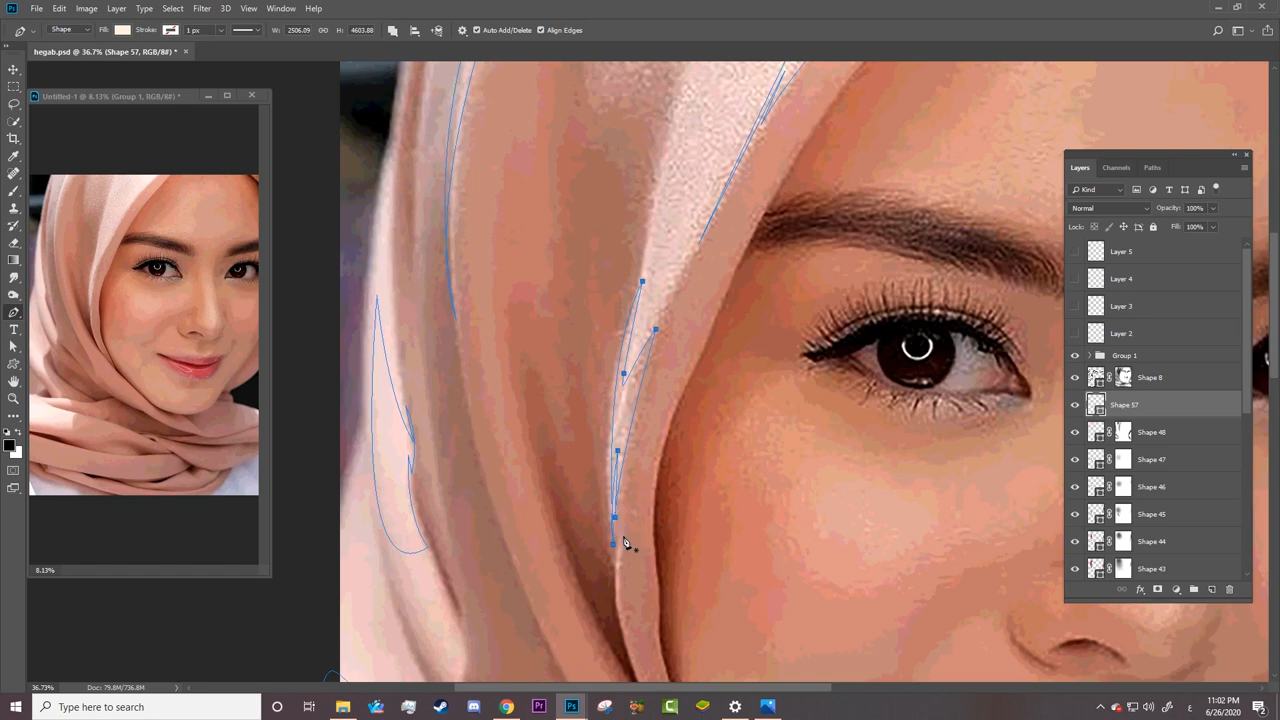 File Edit Image Layer Type Select Filter 3D View Window Help
Shape Fill: Stroke: 1 px W: 2506.09 H: 4603.88 Auto Add/Delete Align Edges
hegab.psd @ 36.7% (Shape 57, RGB/8#) *
Untitled-1 @ 8.13% (Group 1, RGB/8#) *
8.13%
Layers Channels Paths
Kind
Normal Opacity: 100%
Lock: Fill: 100%
Layer 5
Layer 4
Layer 3
Layer 2
Group 1
Shape 8
Shape 57
Shape 48
Shape 47
Shape 46
Shape 45
Shape 44
Shape 43
36.73% Doc: 79.8M/736.8M
Type here to search
11:02 PM
6/26/2020